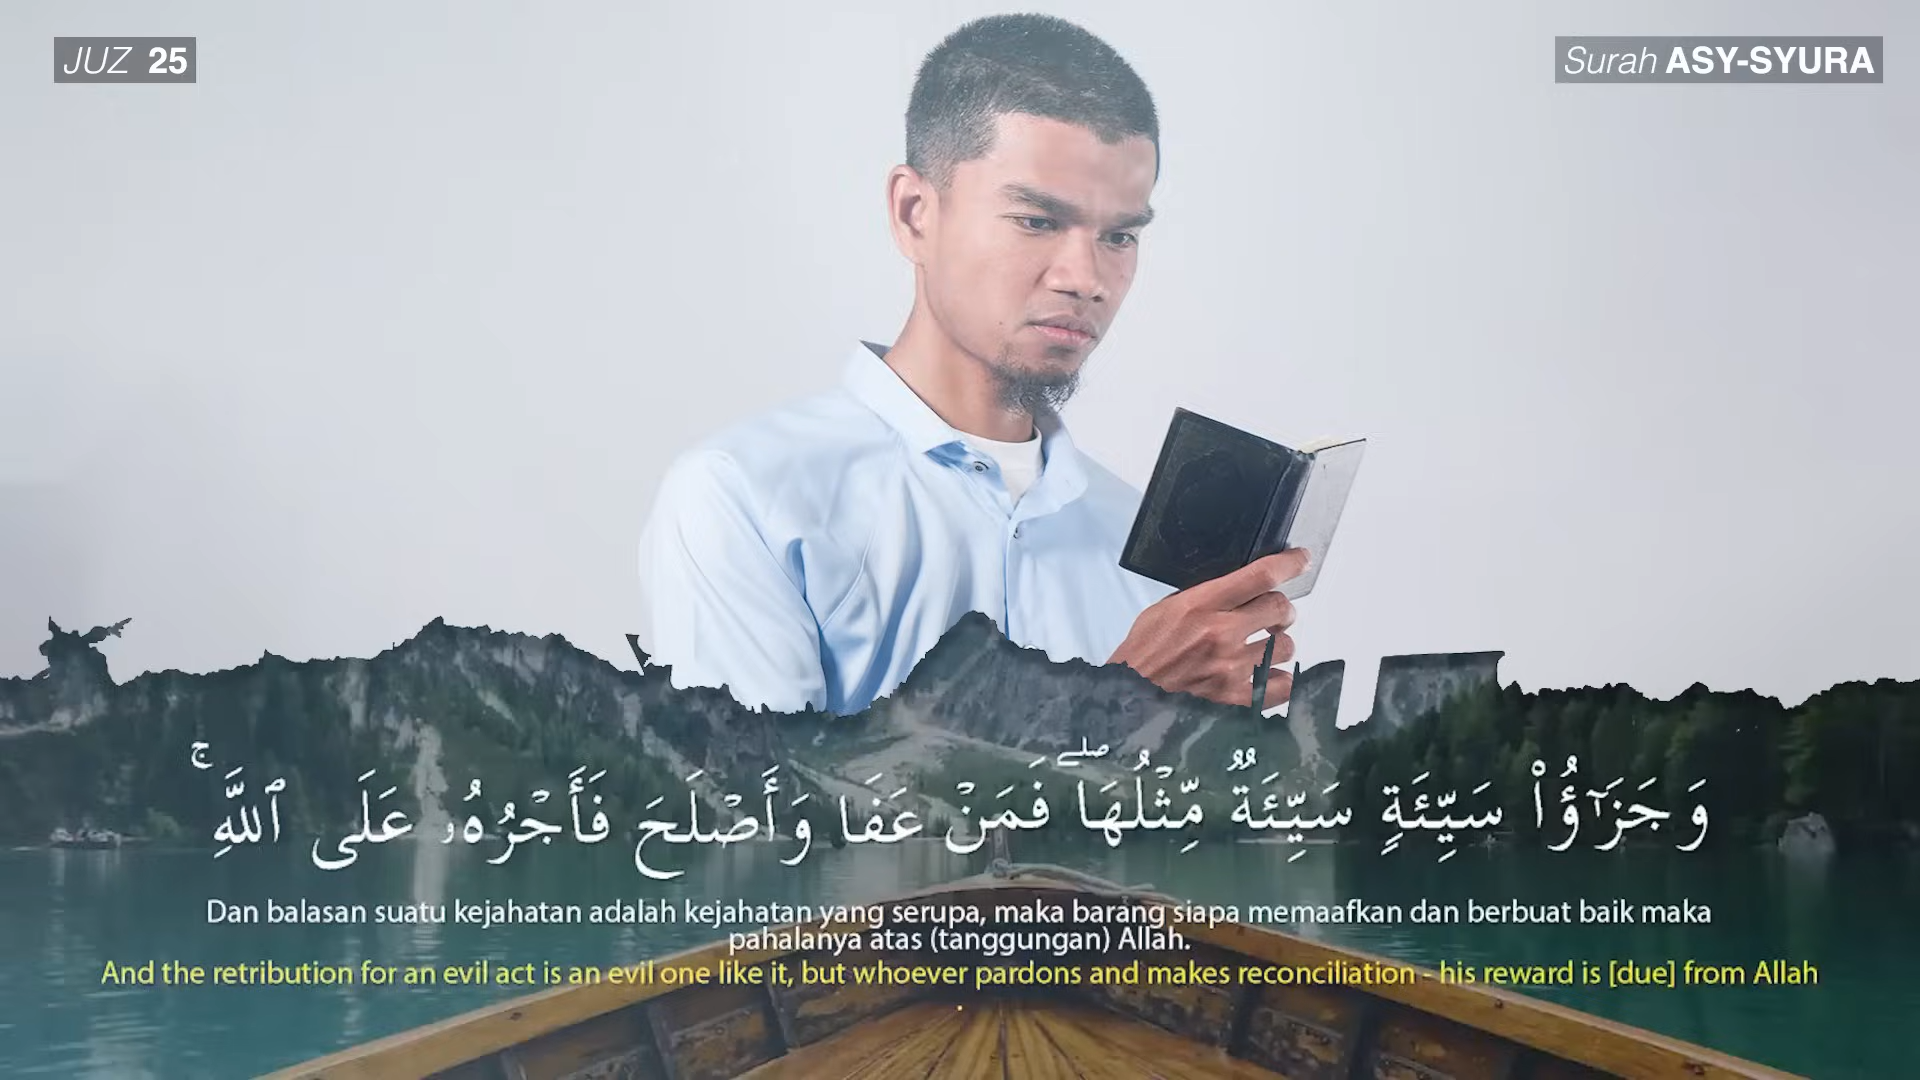 JUZ 25
Surah ASY-SYURA
وَجَزَٰٓؤُا۟ سَيِّئَةٍ سَيِّئَةٌ مِّثْلُهَا ۖ فَمَنْ عَفَا وَأَصْلَحَ فَأَجْرُهُۥ عَلَى ٱللَّهِ ۚ
Dan balasan suatu kejahatan adalah kejahatan yang serupa, maka barang siapa memaafkan dan berbuat baik maka
pahalanya atas (tanggungan) Allah.
And the retribution for an evil act is an evil one like it, but whoever pardons and makes reconciliation - his reward is [due] from Allah
.